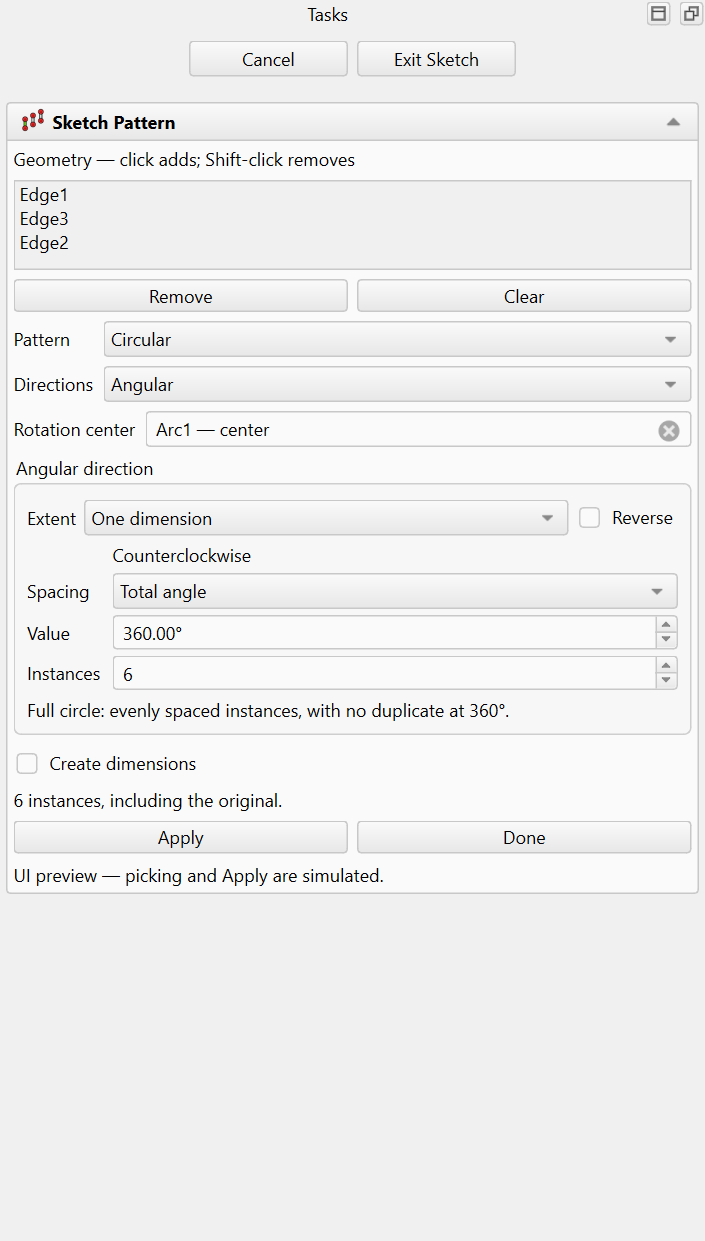 Tasks
Cancel Exit Sketch
Sketch Pattern
Geometry — click adds; Shift-click removes
Edge1
Edge3
Edge2
Remove Clear
Pattern Circular
Directions Angular
Rotation center Arc1 — center
Angular direction
Extent One dimension Reverse
Counterclockwise
Spacing Total angle
Value 360.00°
Instances 6
Full circle: evenly spaced instances, with no duplicate at 360°.
Create dimensions
6 instances, including the original.
Apply Done
UI preview — picking and Apply are simulated.